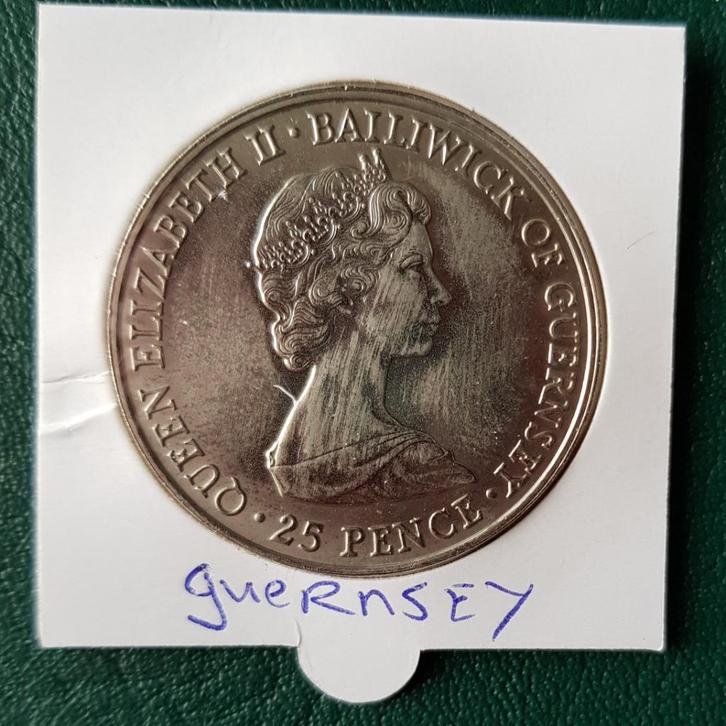 QUEEN ELIZABETH II · BAILIWICK OF GUERNSEY ·
25 PENCE ·
gueRnsEy